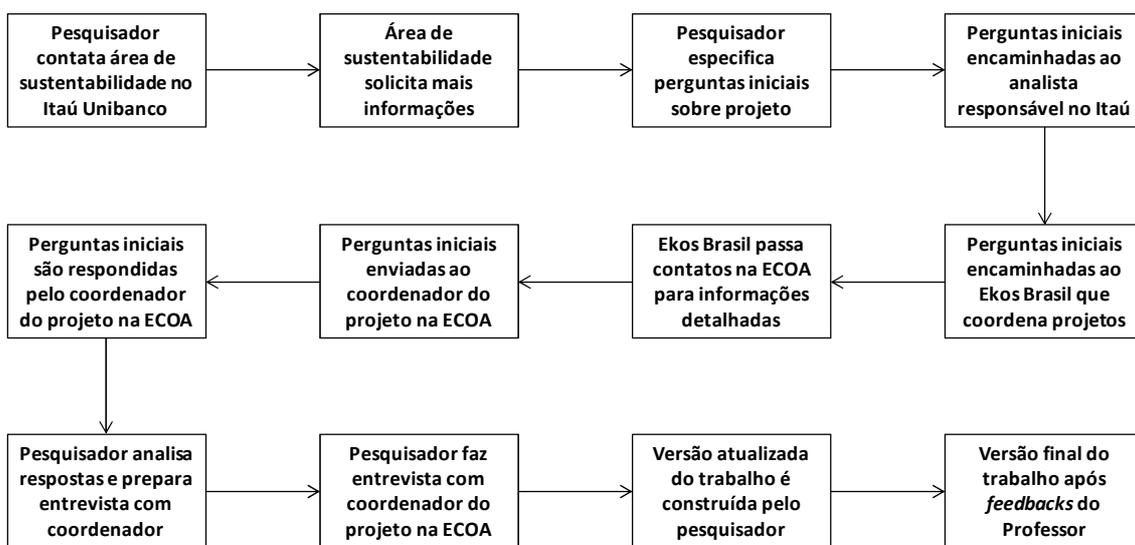 Pesquisador
contata área de
sustentabilidade no
Itaú Unibanco
Área de
sustentabilidade
solicita mais
informações
Pesquisador
especifica
perguntas iniciais
sobre projeto
Perguntas iniciais
encaminhadas ao
analista
responsável no Itaú
Perguntas iniciais
encaminhadas ao
Ekos Brasil que
coordena projetos
Ekos Brasil passa
contatos na ECOA
para informações
detalhadas
Perguntas iniciais
enviadas ao
coordenador do
projeto na ECOA
Perguntas iniciais
são respondidas
pelo coordenador
do projeto na ECOA
Pesquisador analisa
respostas e prepara
entrevista com
coordenador
Pesquisador faz
entrevista com
coordenador do
projeto na ECOA
Versão atualizada
do trabalho é
construída pelo
pesquisador
Versão final do
trabalho após
feedbacks do
Professor